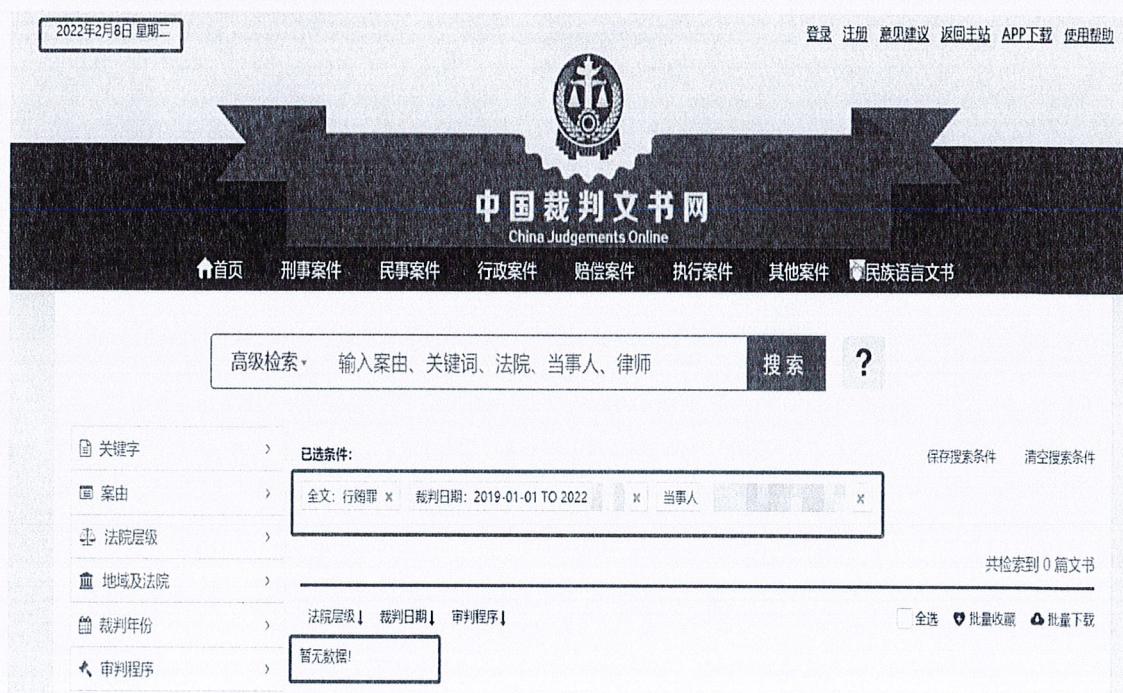 2022年2月8日 星期二
登录 注册 意见建议 返回主站 APP下载 使用帮助
中国裁判文书网
China Judgements Online
首页 刑事案件 民事案件 行政案件 赔偿案件 执行案件 其他案件 民族语言文书
高级检索 输入案由、关键词、法院、当事人、律师 搜索 ?
关键字
案由
法院层级
地域及法院
裁判年份
审判程序
已选条件:
保存搜索条件 清空搜索条件
全文: 行贿罪 × 裁判日期: 2019-01-01 TO 2022 × 当事人 ×
共检索到 0 篇文书
法院层级↓ 裁判日期↓ 审判程序↓
全选 批量收藏 批量下载
暂无数据!